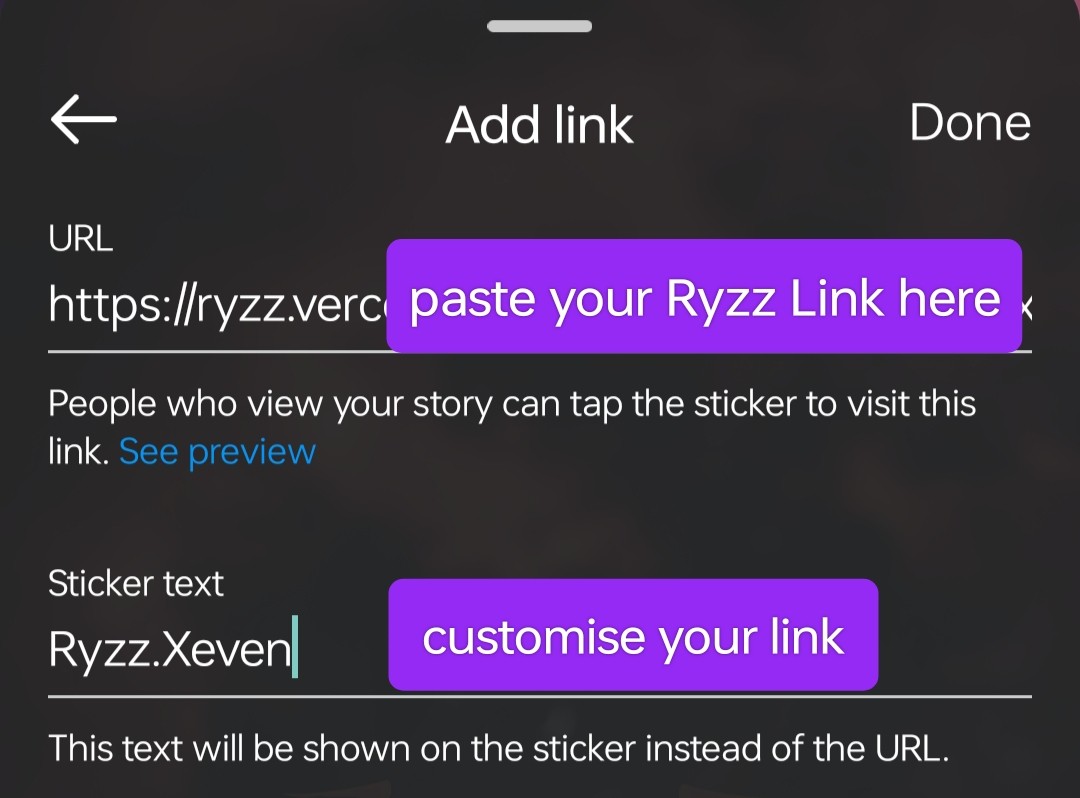 Add link
Done
URL
https://ryzz.verc
paste your Ryzz Link here
People who view your story can tap the sticker to visit this
link. See preview
Sticker text
Ryzz.Xeven
customise your link
This text will be shown on the sticker instead of the URL.